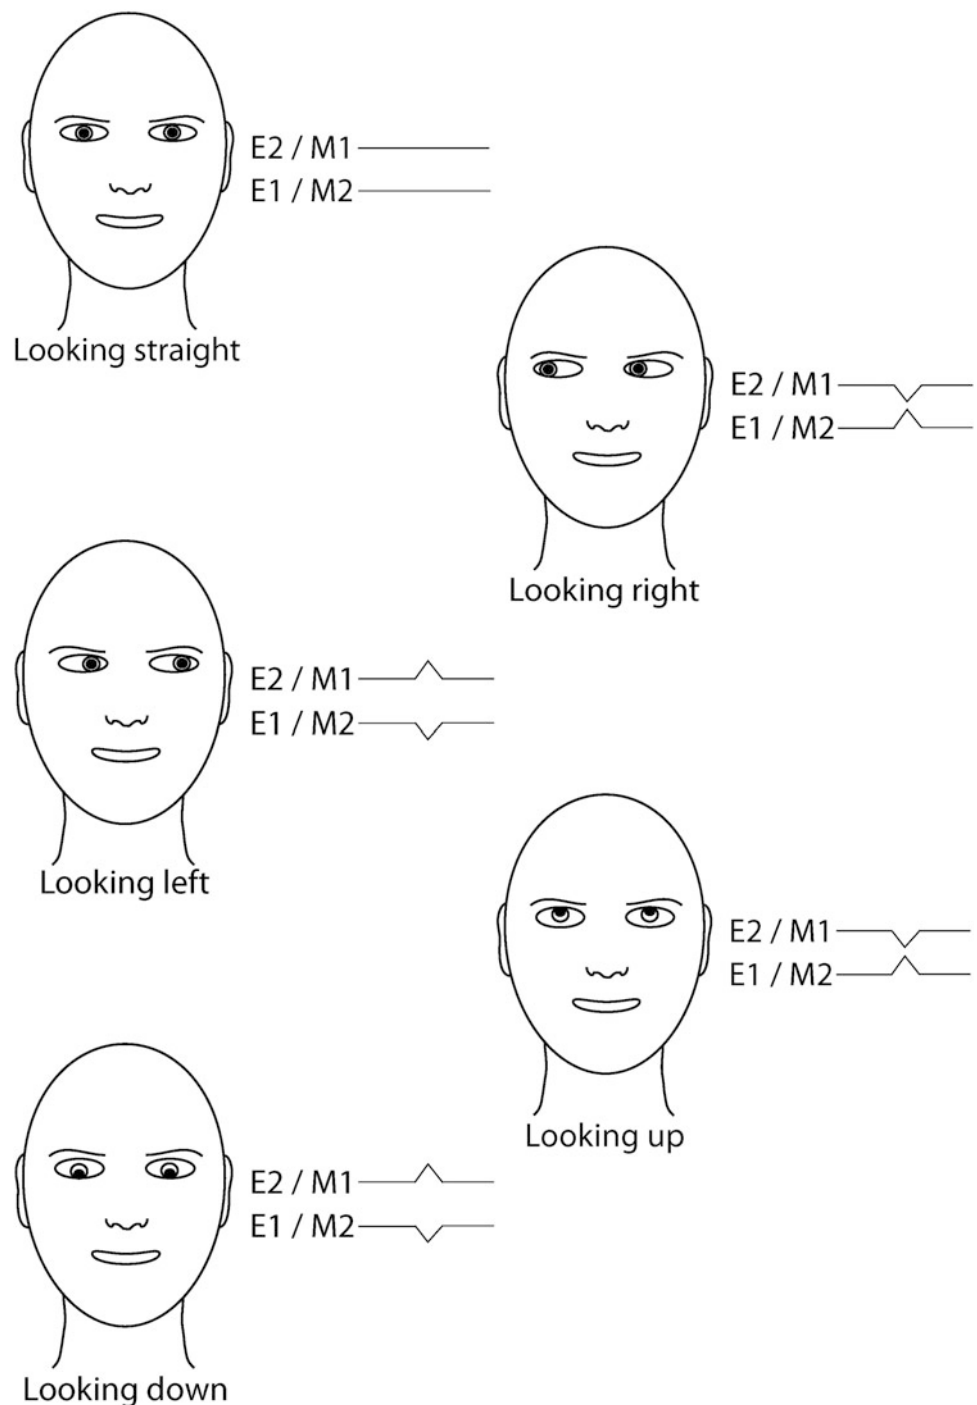 E2 / M1
E1 / M2
Looking straight
E2 / M1
E1 / M2
Looking right
E2 / M1
E1 / M2
Looking left
E2 / M1
E1 / M2
Looking up
E2 / M1
E1 / M2
Looking down